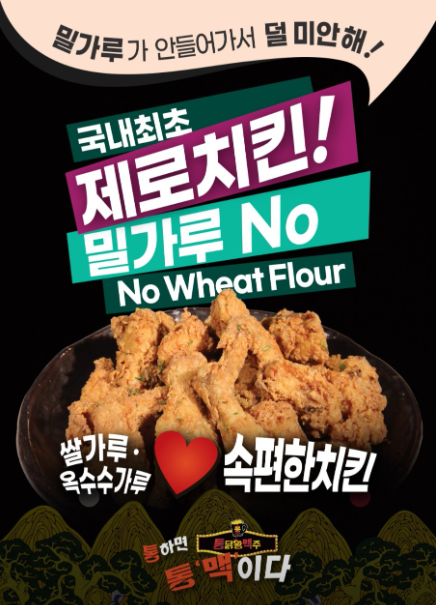 밀가루가 안들어가서 덜 미안해!
국내최초
제로치킨!
밀가루 No
No Wheat Flour
쌀가루·
옥수수가루
속편한치킨
통하면
통닭활맥주
통'맥'이다